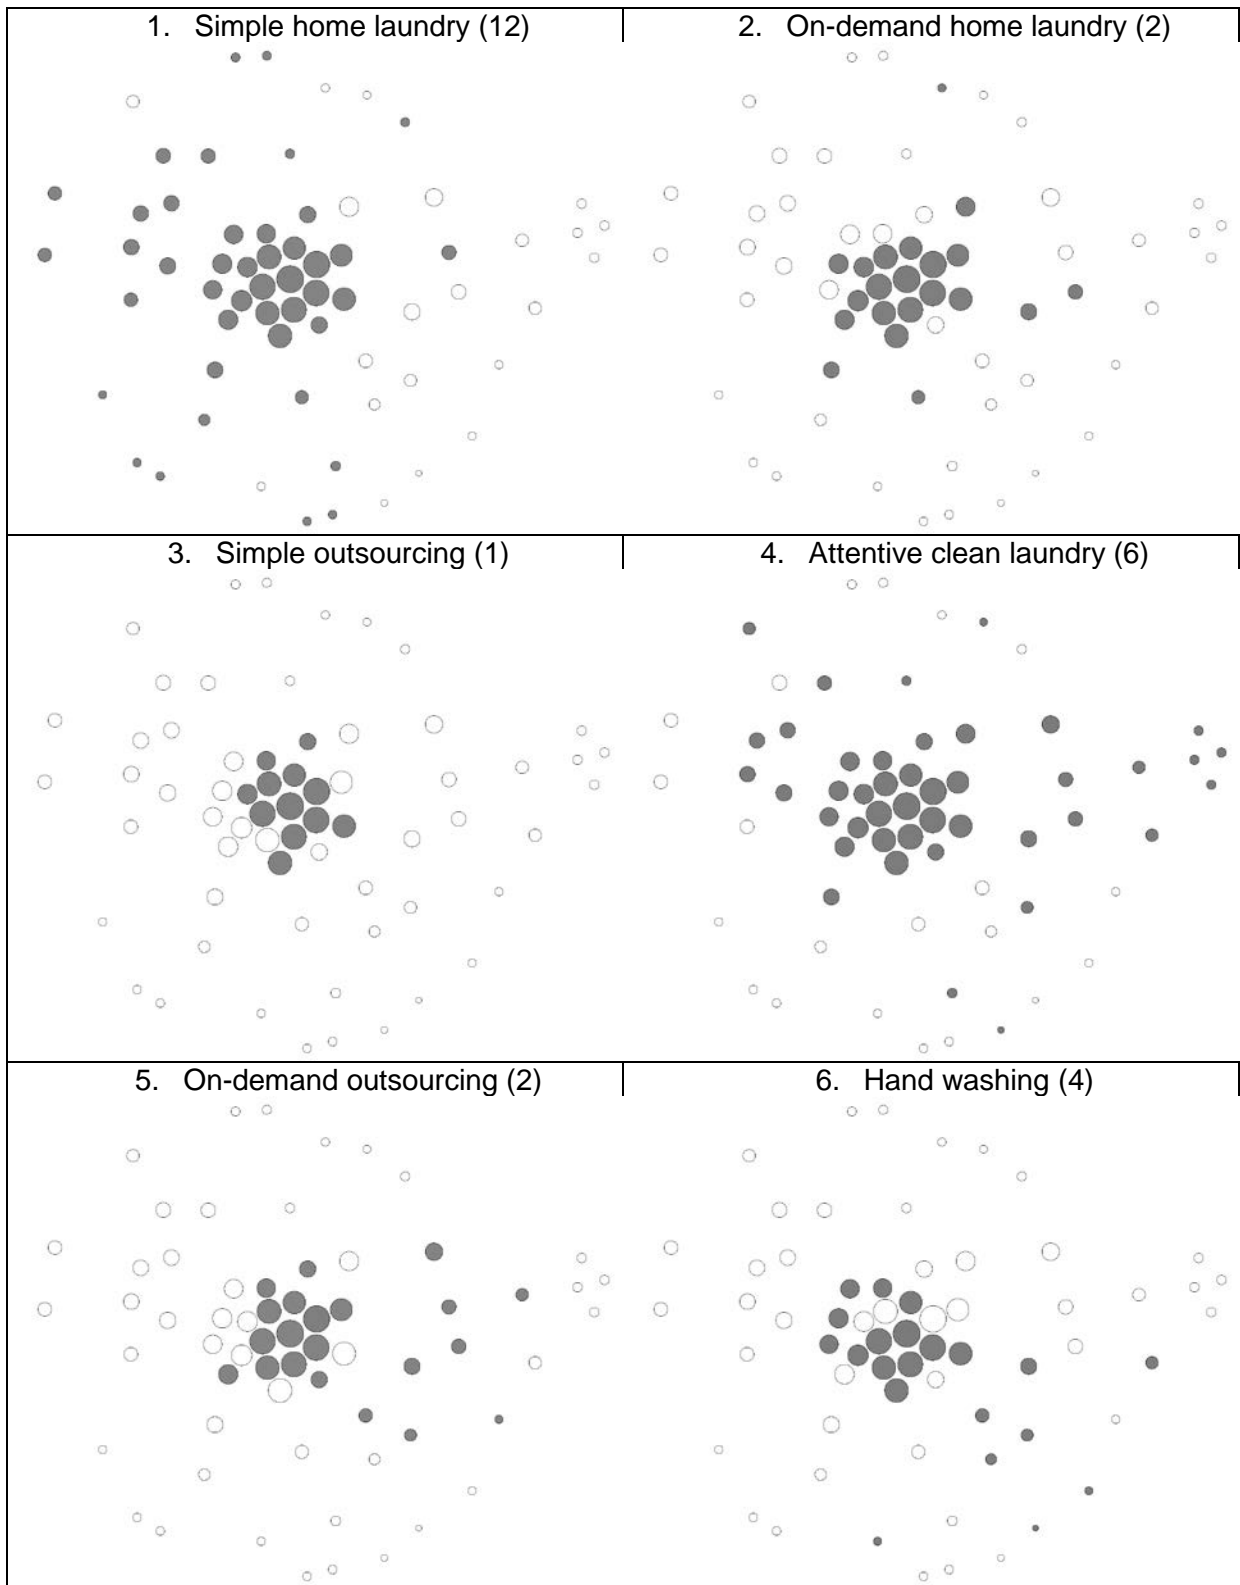 1. Simple home laundry (12)
2. On-demand home laundry (2)
3. Simple outsourcing (1)
4. Attentive clean laundry (6)
5. On-demand outsourcing (2)
6. Hand washing (4)